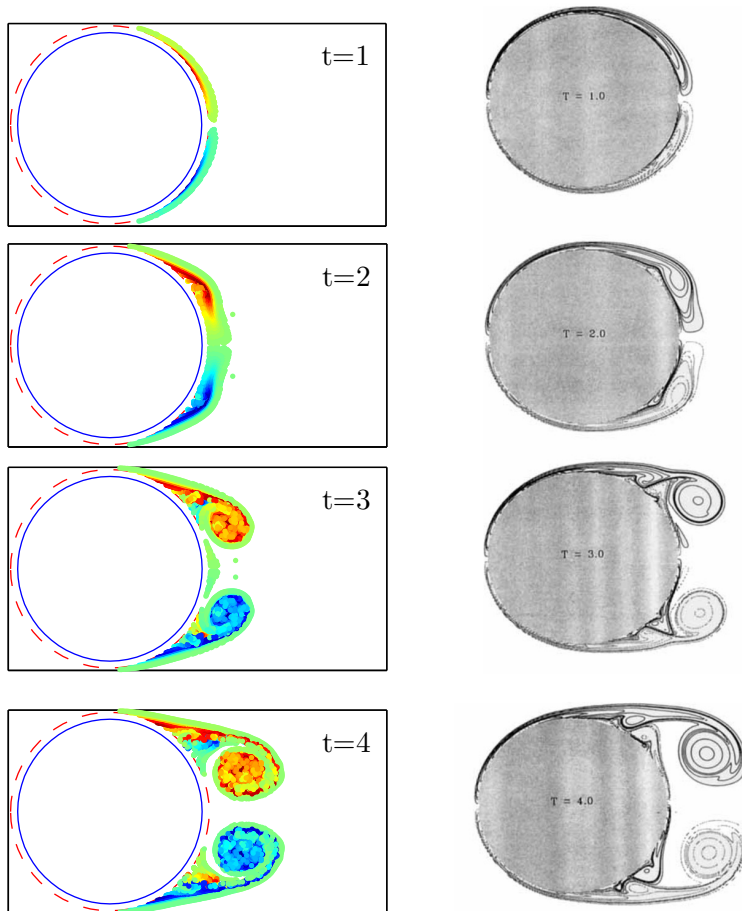 t=1
T = 1.0
t=2
T = 2.0
t=3
T = 3.0
t=4
T = 4.0